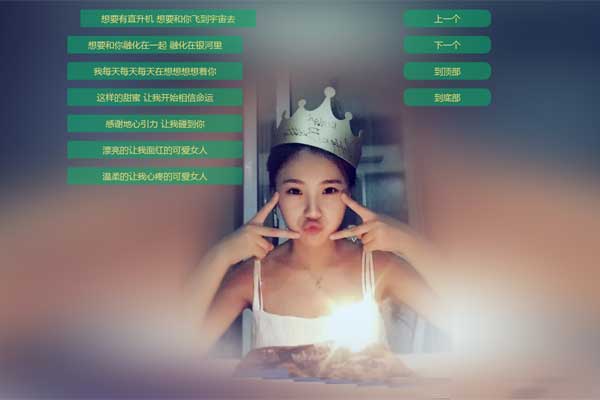 想要有直升机 想要和你飞到宇宙去
想要和你融化在一起 融化在银河里
我每天每天每天在想想想想着你
这样的甜蜜 让我开始相信命运
感谢地心引力 让我碰到你
漂亮的让我面红的可爱女人
温柔的让我心疼的可爱女人
上一个
下一个
到顶部
到底部